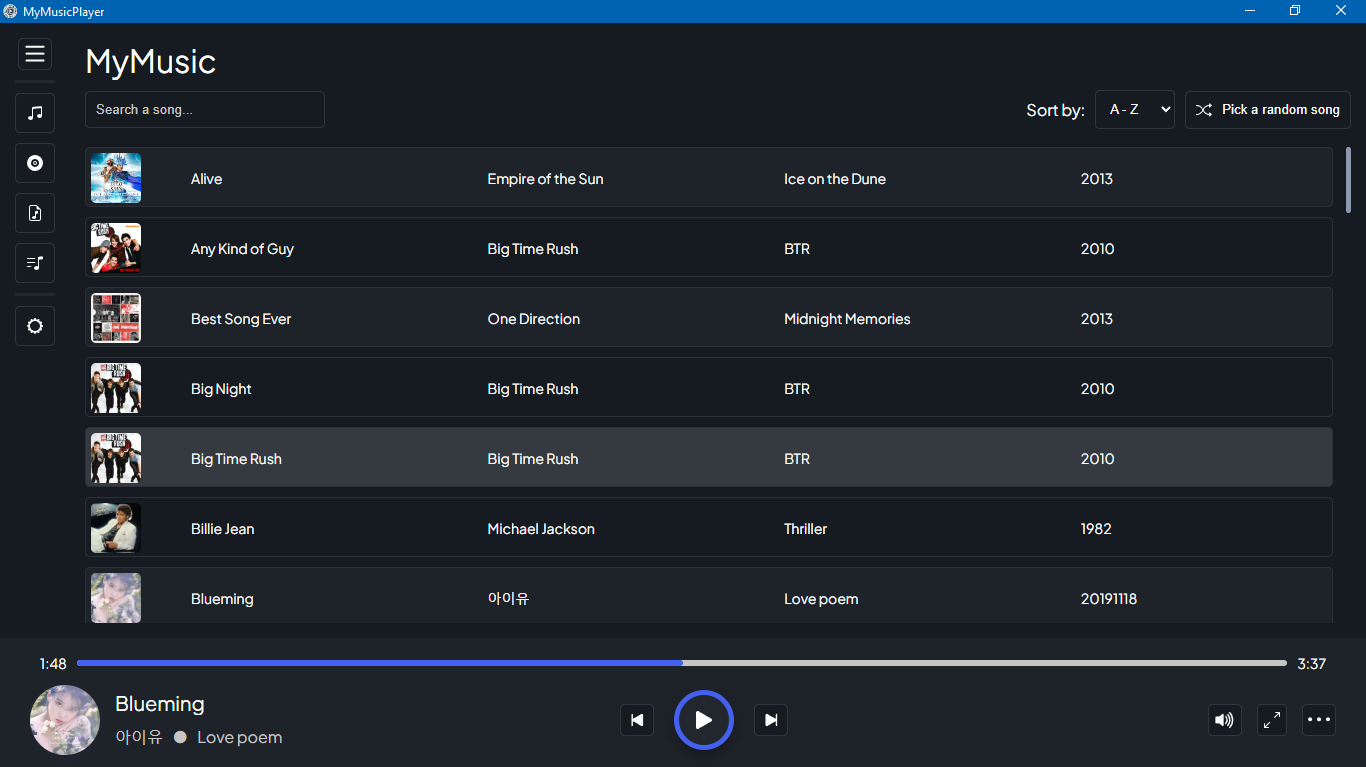 MyMusicPlayer
MyMusic
Search a song...
Sort by: A - Z Pick a random song
Alive Empire of the Sun Ice on the Dune 2013
Any Kind of Guy Big Time Rush BTR 2010
Best Song Ever One Direction Midnight Memories 2013
Big Night Big Time Rush BTR 2010
Big Time Rush Big Time Rush BTR 2010
Billie Jean Michael Jackson Thriller 1982
Blueming 아이유 Love poem 20191118
1:48 3:37
Blueming
아이유 ● Love poem